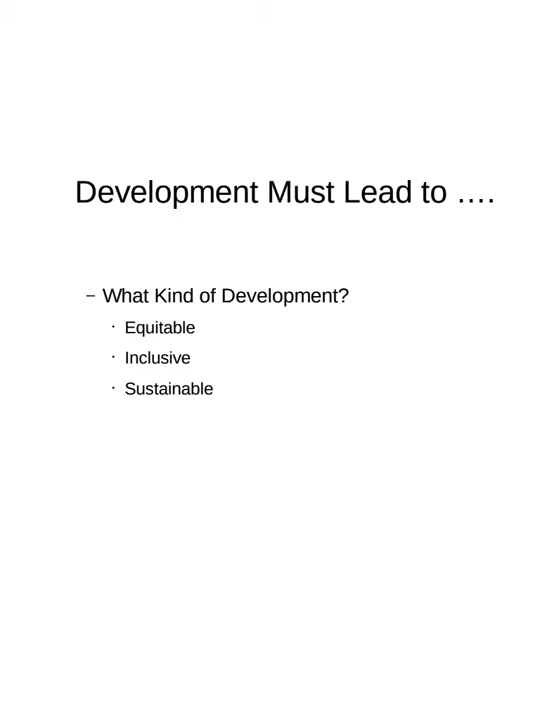 Development Must Lead to ….
– What Kind of Development?
· Equitable
· Inclusive
· Sustainable